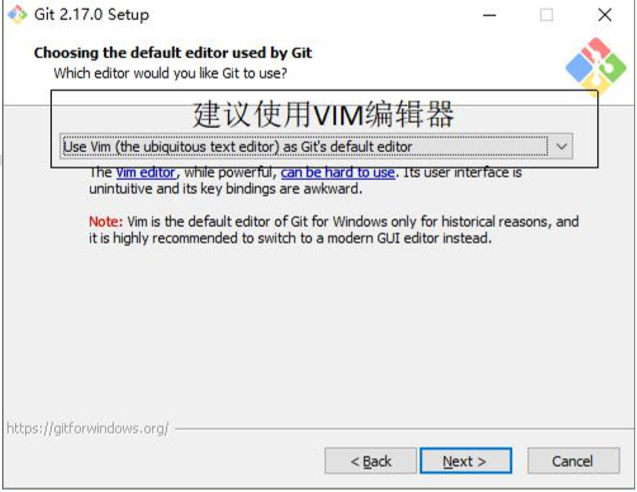 Git 2.17.0 Setup
Choosing the default editor used by Git
Which editor would you like Git to use?
建议使用VIM编辑器
Use Vim (the ubiquitous text editor) as Git's default editor
The Vim editor, while powerful, can be hard to use. Its user interface is
unintuitive and its key bindings are awkward.
Note: Vim is the default editor of Git for Windows only for historical reasons, and
it is highly recommended to switch to a modern GUI editor instead.
https://gitforwindows.org/
< Back
Next >
Cancel